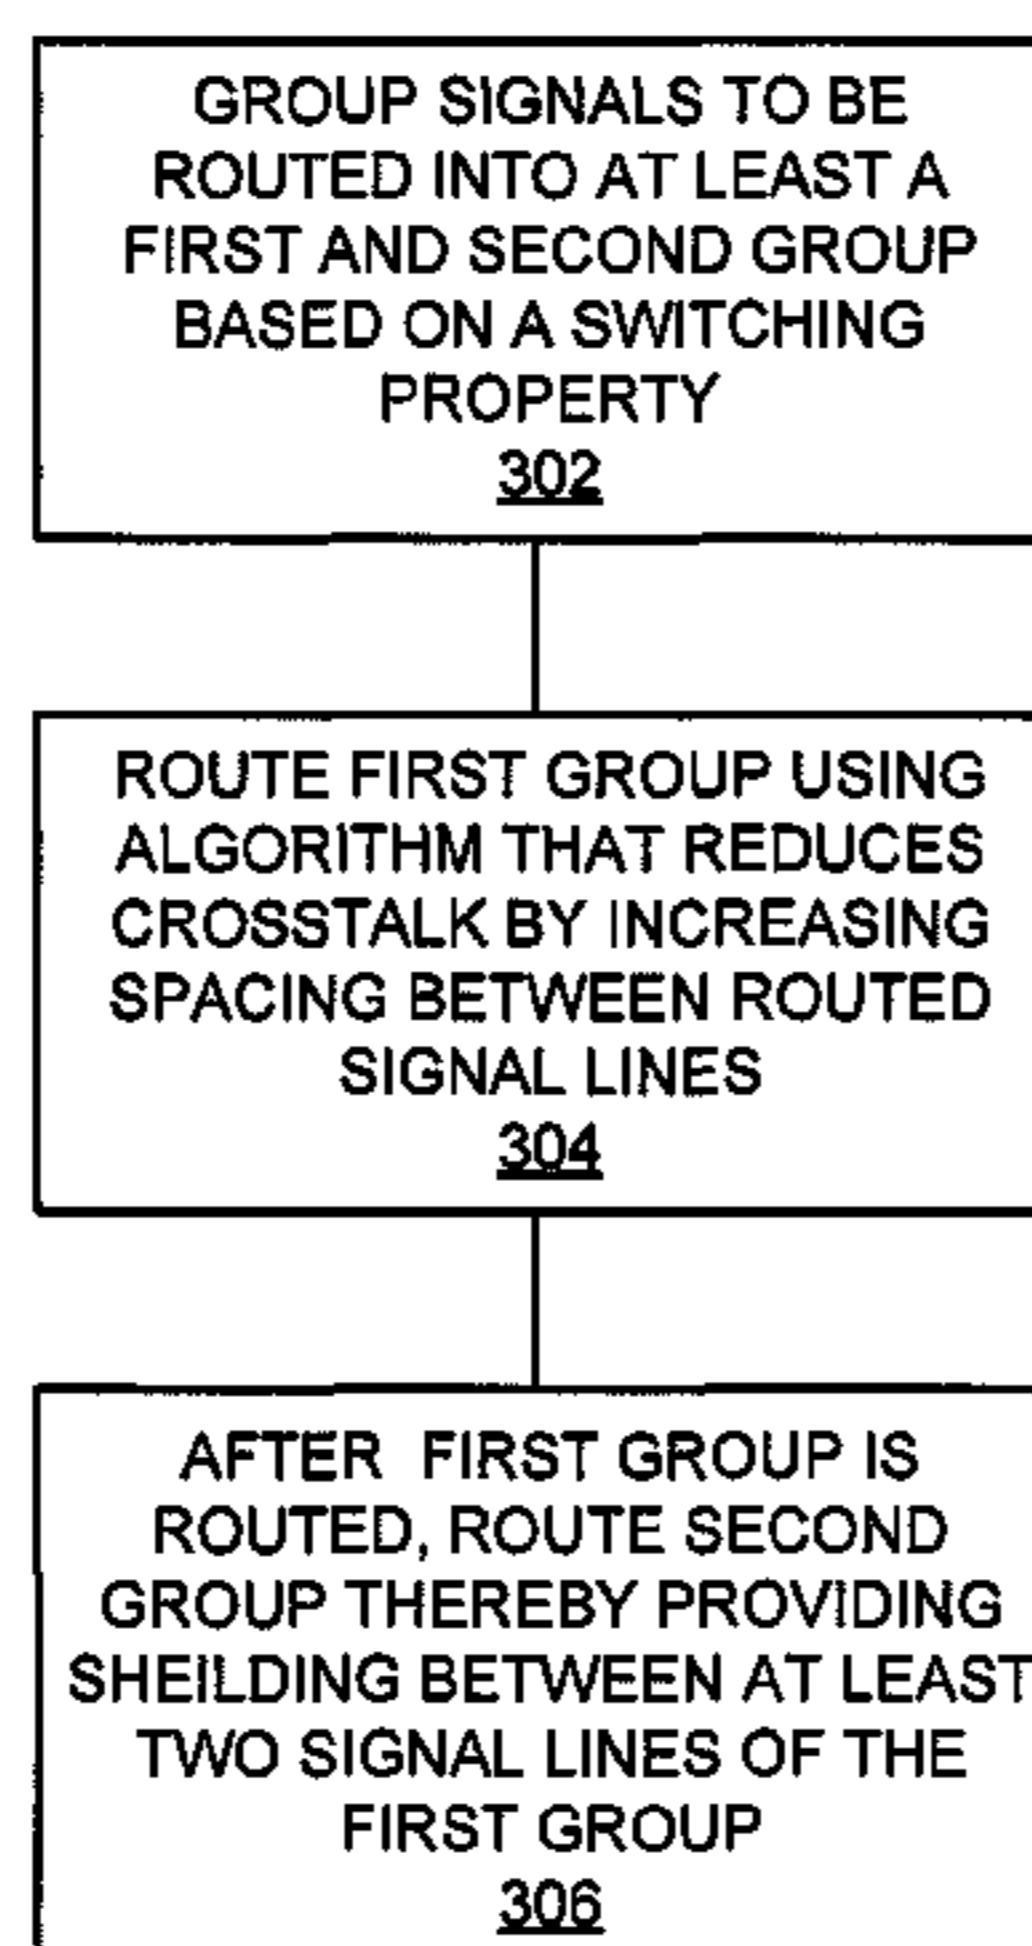 GROUP SIGNALS TO BE
ROUTED INTO AT LEAST A
FIRST AND SECOND GROUP
BASED ON A SWITCHING
PROPERTY
302
ROUTE FIRST GROUP USING
ALGORITHM THAT REDUCES
CROSSTALK BY INCREASING
SPACING BETWEEN ROUTED
SIGNAL LINES
304
AFTER FIRST GROUP IS
ROUTED, ROUTE SECOND
GROUP THEREBY PROVIDING
SHEILDING BETWEEN AT LEAST
TWO SIGNAL LINES OF THE
FIRST GROUP
306